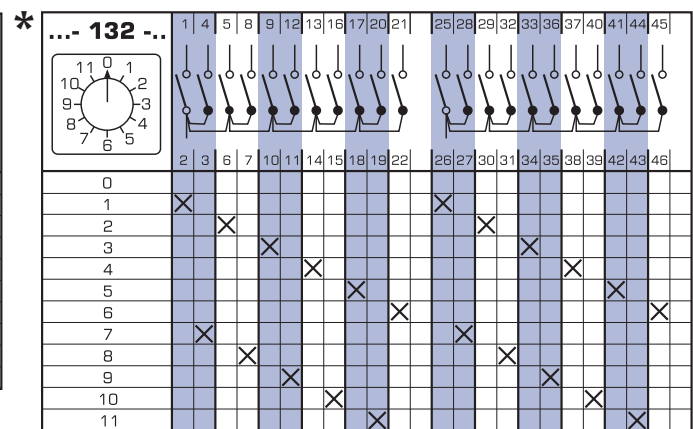 *
...- 132 -..
1 4 5 8 9 12 13 16 17 20 21 25 28 29 32 33 36 37 40 41 44 45
0
11 1
10 2
9 3
8 4
7 5
6
2 3 6 7 10 11 14 15 18 19 22 26 27 30 31 34 35 38 39 42 43 46
0
1 X X
2 X X
3 X X
4 X X
5 X X
6 X X
7 X X
8 X X
9 X X
10 X X
11 X X